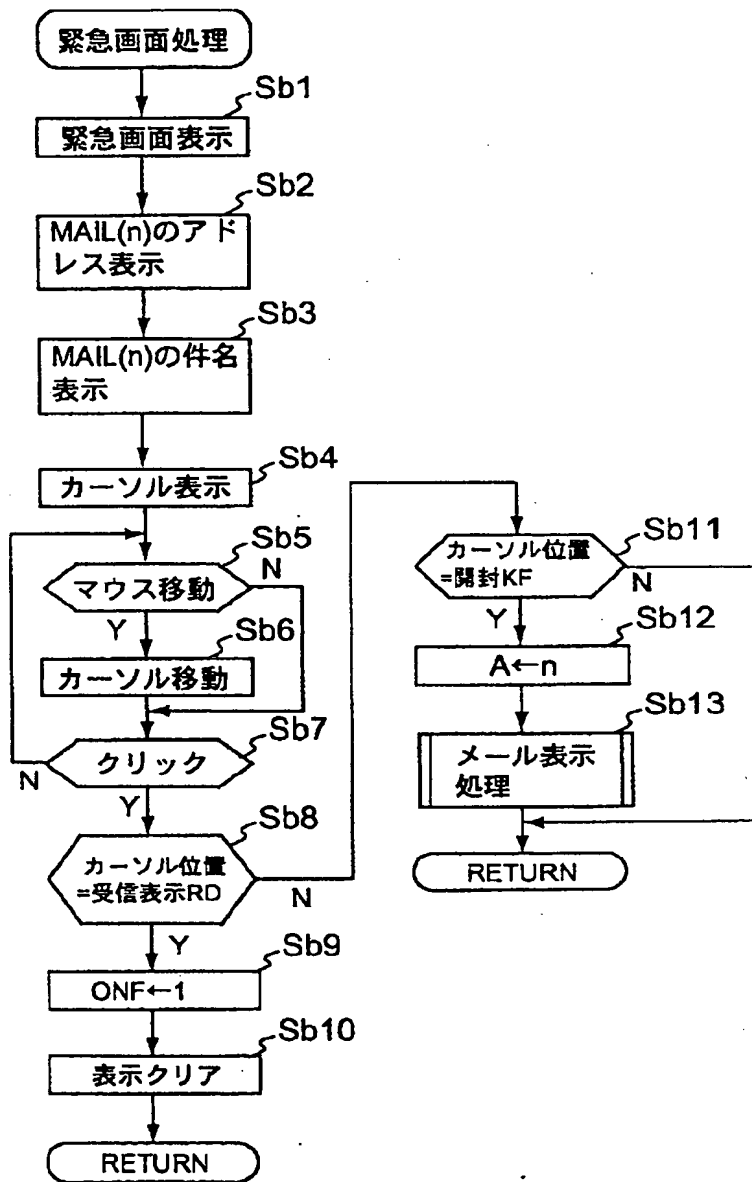 緊急画面処理
Sb1
緊急画面表示
Sb2
MAIL(n)のアド
レス表示
Sb3
MAIL(n)の件名
表示
Sb4
カーソル表示
Sb5
マウス移動
N
Y
Sb6
カーソル移動
Sb7
クリック
N
Y
Sb8
カーソル位置
=受信表示RD
N
Y
Sb9
ONF←1
Sb10
表示クリア
RETURN
Sb11
カーソル位置
=開封KF
N
Y
Sb12
A←n
Sb13
メール表示
処理
RETURN